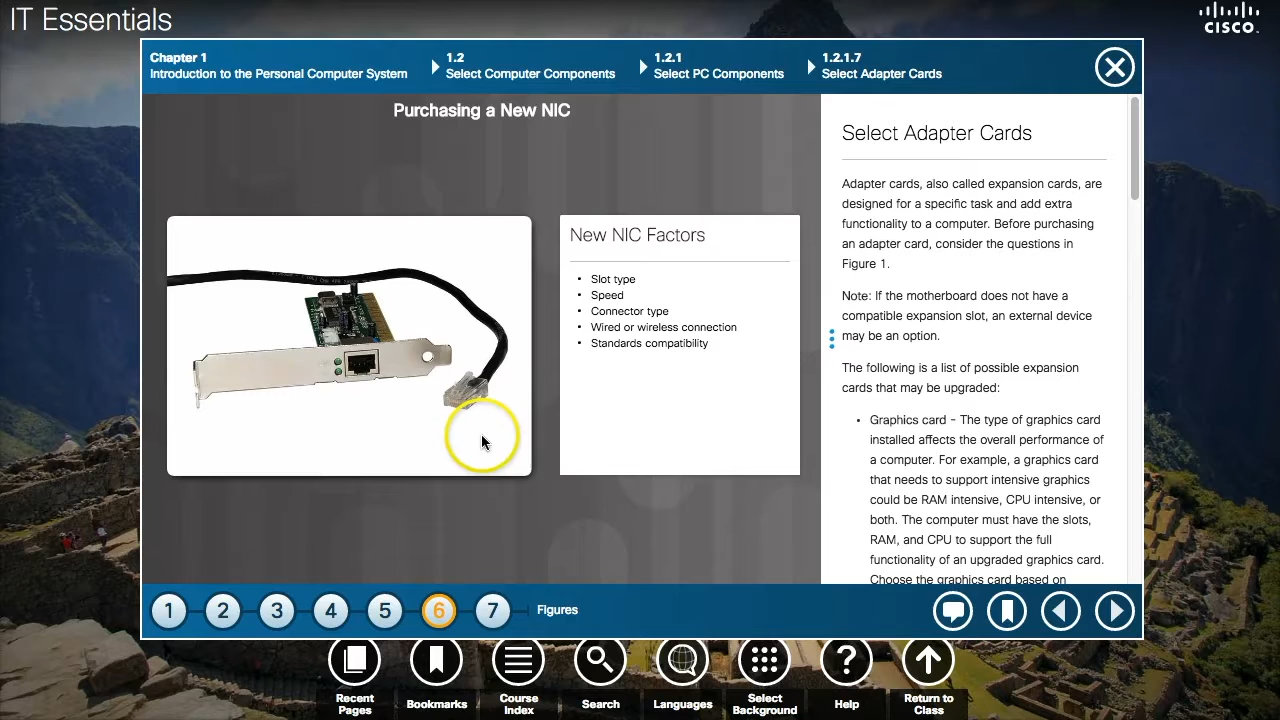 IT Essentials
CISCO
Chapter 1
Introduction to the Personal Computer System
1.2
Select Computer Components
1.2.1
Select PC Components
1.2.1.7
Select Adapter Cards
Purchasing a New NIC
New NIC Factors
• Slot type
• Speed
• Connector type
• Wired or wireless connection
• Standards compatibility
Select Adapter Cards
Adapter cards, also called expansion cards, are
designed for a specific task and add extra
functionality to a computer. Before purchasing
an adapter card, consider the questions in
Figure 1.
Note: If the motherboard does not have a
compatible expansion slot, an external device
may be an option.
The following is a list of possible expansion
cards that may be upgraded:
• Graphics card - The type of graphics card
installed affects the overall performance of
a computer. For example, a graphics card
that needs to support intensive graphics
could be RAM intensive, CPU intensive, or
both. The computer must have the slots,
RAM, and CPU to support the full
functionality of an upgraded graphics card.
Choose the graphics card based on
1 2 3 4 5 6 7 Figures
Recent
Pages
Bookmarks
Course
Index
Search
Languages
Select
Background
?
Help
Return to
Class